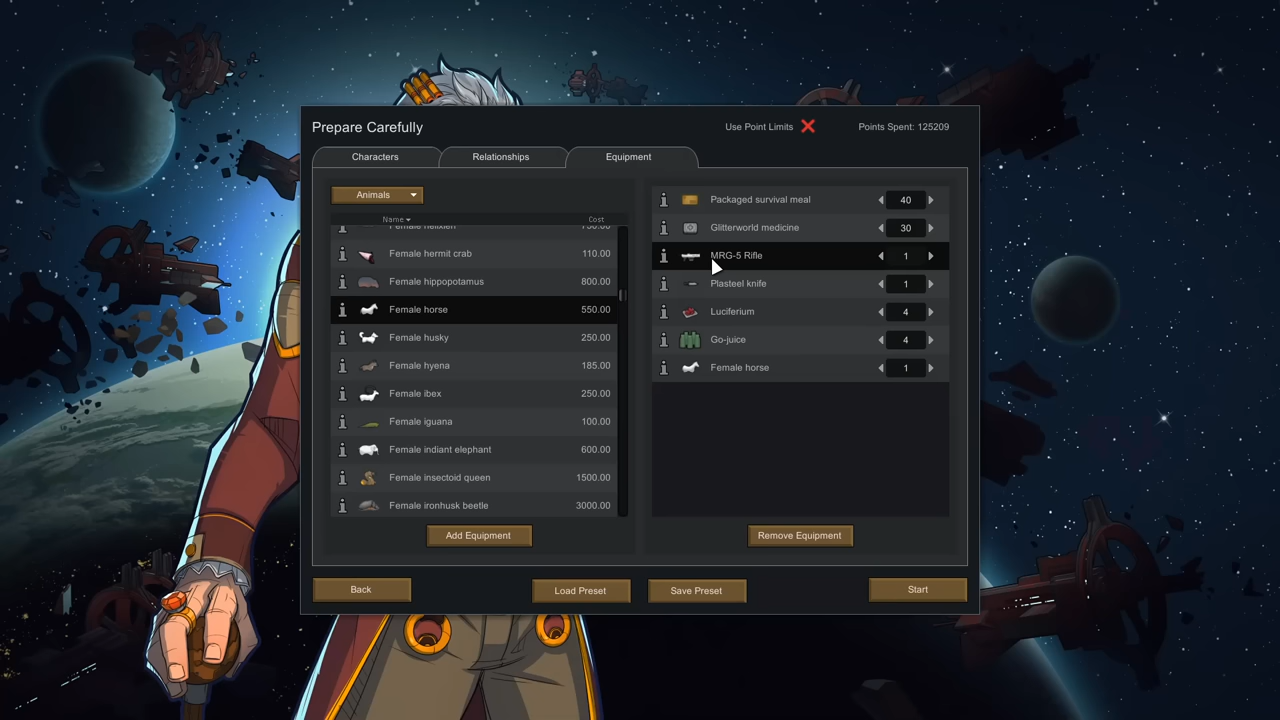 Prepare Carefully
Use Point Limits
Points Spent: 125209
Characters
Relationships
Equipment
Animals
Name
Cost
Female helixien 750.00
Female hermit crab 110.00
Female hippopotamus 800.00
Female horse 550.00
Female husky 250.00
Female hyena 185.00
Female ibex 250.00
Female iguana 100.00
Female indiant elephant 600.00
Female insectoid queen 1500.00
Female ironhusk beetle 3000.00
Add Equipment
Packaged survival meal 40
Glitterworld medicine 30
MRG-5 Rifle 1
Plasteel knife 1
Luciferium 4
Go-juice 4
Female horse 1
Remove Equipment
Back
Load Preset
Save Preset
Start